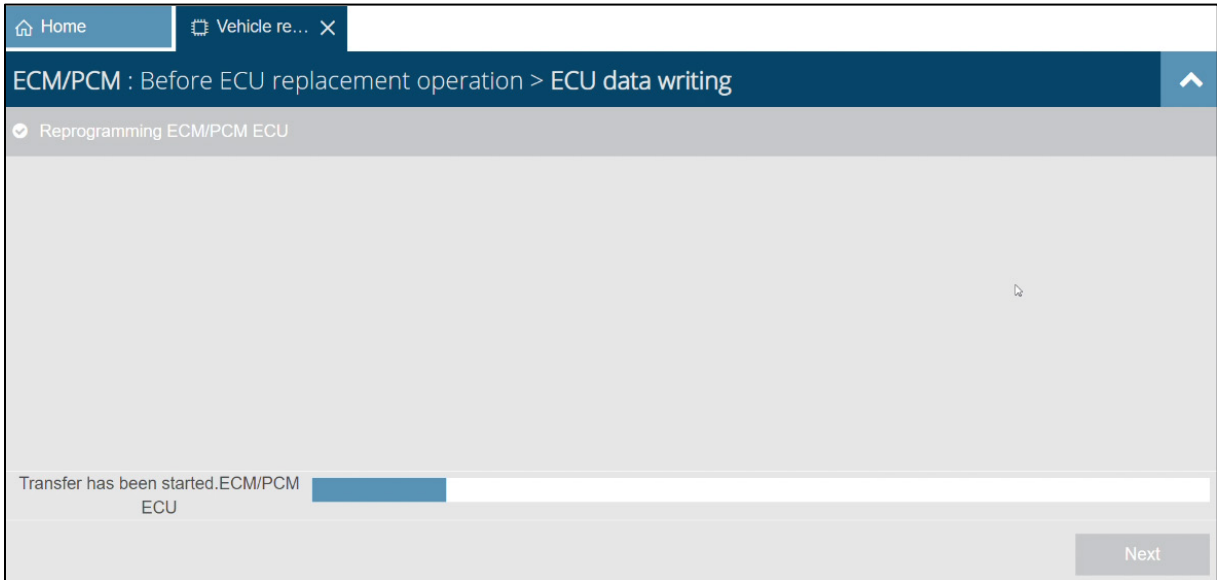 Home
Vehicle re...
ECM/PCM : Before ECU replacement operation > ECU data writing
Reprogramming ECM/PCM ECU
Transfer has been started.ECM/PCM
ECU
Next